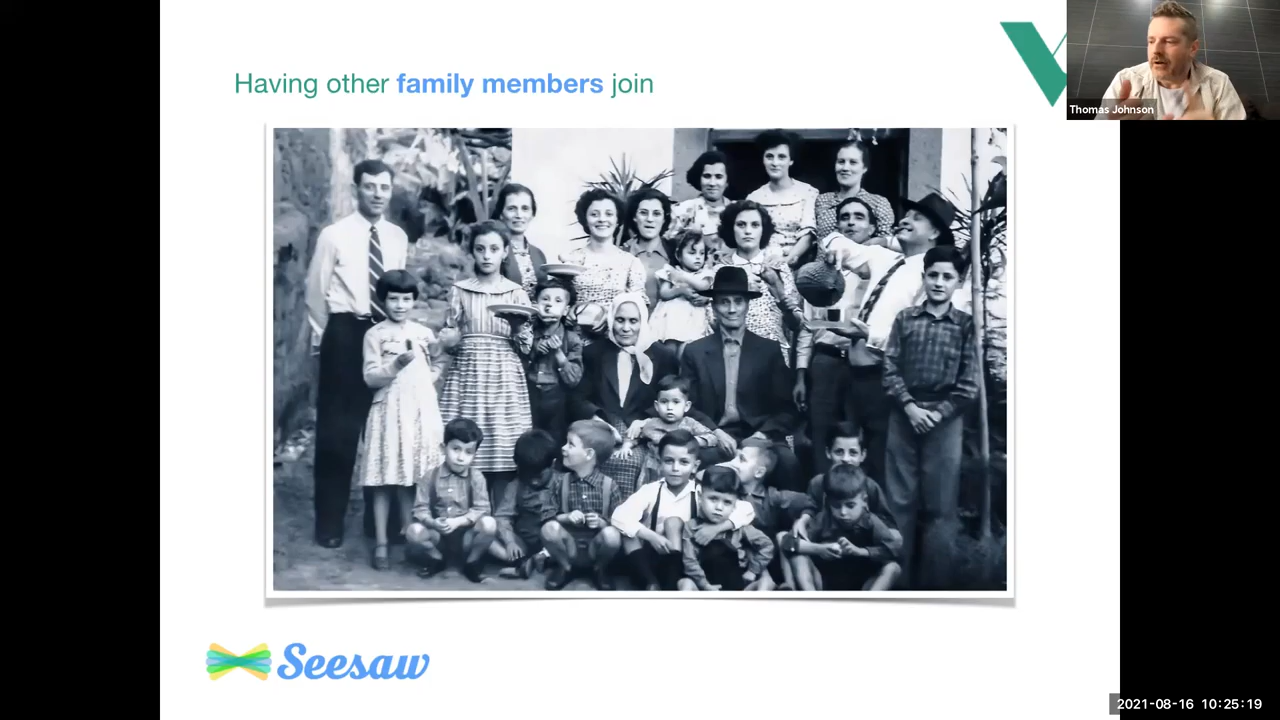 Having other family members join
Thomas Johnson
Seesaw
2021-08-16 10:25:19